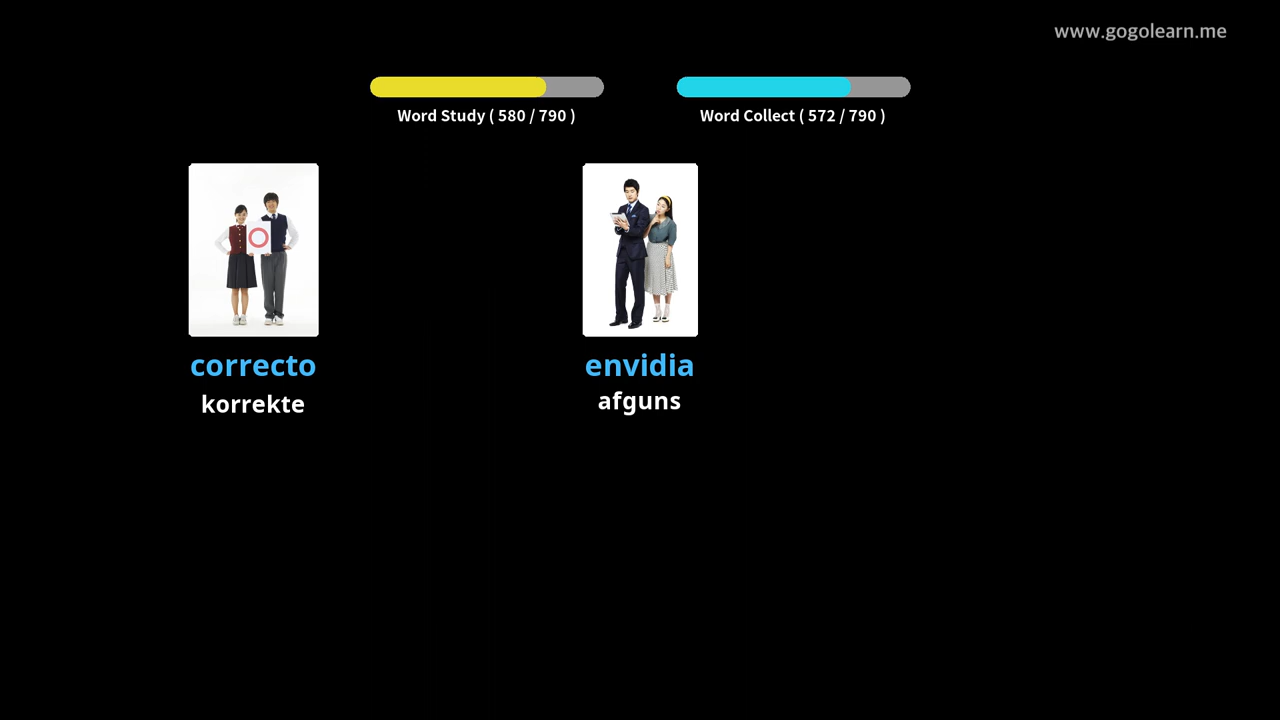 www.gogolearn.me
Word Study ( 580 / 790 )
Word Collect ( 572 / 790 )
correcto
korrekte
envidia
afguns